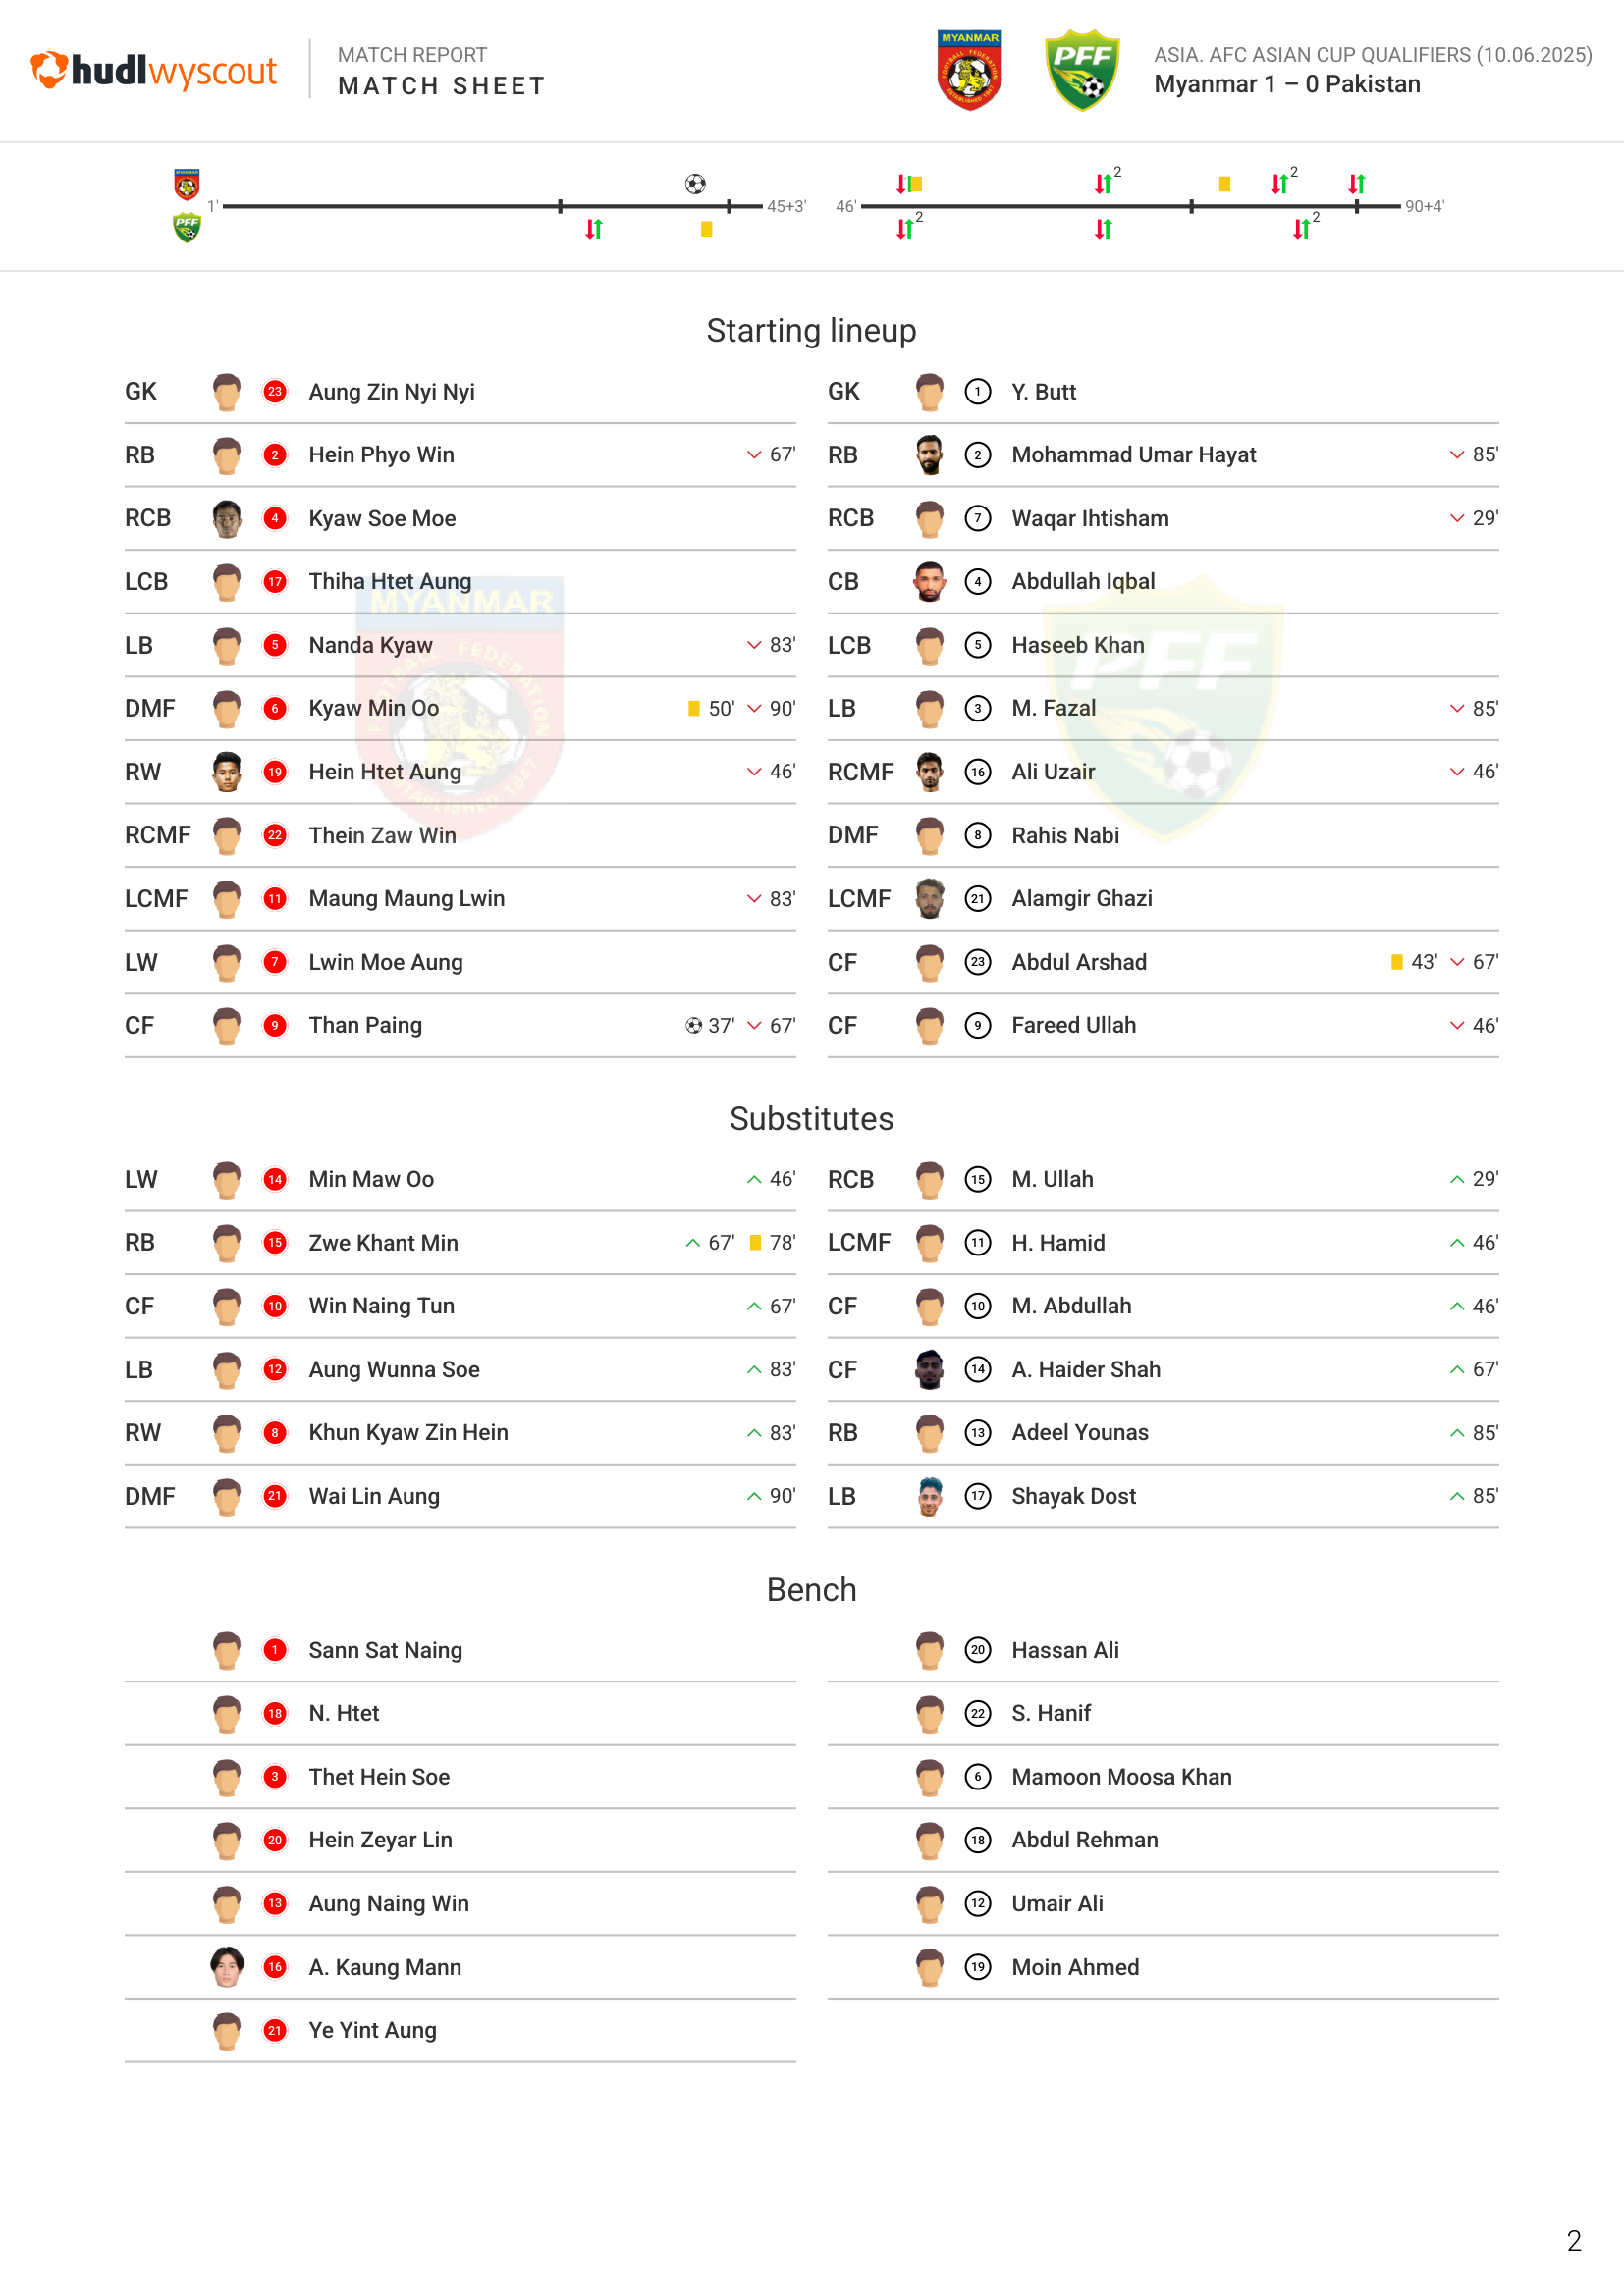 hudlwyscout
MATCH REPORT
MATCH SHEET
MYANMAR
FOOTBALL FEDERATION
ESTABLISHED 1947
PFF
ASIA. AFC ASIAN CUP QUALIFIERS (10.06.2025)
Myanmar 1 – 0 Pakistan
1' 45+3' 46' 90+4'
2 2
2 2
Starting lineup
GK 23 Aung Zin Nyi Nyi
RB 2 Hein Phyo Win 67'
RCB 4 Kyaw Soe Moe
LCB 17 Thiha Htet Aung
LB 5 Nanda Kyaw 83'
DMF 6 Kyaw Min Oo 50' 90'
RW 19 Hein Htet Aung 46'
RCMF 22 Thein Zaw Win
LCMF 11 Maung Maung Lwin 83'
LW 7 Lwin Moe Aung
CF 9 Than Paing 37' 67'
GK 1 Y. Butt
RB 2 Mohammad Umar Hayat 85'
RCB 7 Waqar Ihtisham 29'
CB 4 Abdullah Iqbal
LCB 5 Haseeb Khan
LB 3 M. Fazal 85'
RCMF 16 Ali Uzair 46'
DMF 8 Rahis Nabi
LCMF 21 Alamgir Ghazi
CF 23 Abdul Arshad 43' 67'
CF 9 Fareed Ullah 46'
Substitutes
LW 14 Min Maw Oo 46'
RB 15 Zwe Khant Min 67' 78'
CF 10 Win Naing Tun 67'
LB 12 Aung Wunna Soe 83'
RW 8 Khun Kyaw Zin Hein 83'
DMF 21 Wai Lin Aung 90'
RCB 15 M. Ullah 29'
LCMF 11 H. Hamid 46'
CF 10 M. Abdullah 46'
CF 14 A. Haider Shah 67'
RB 13 Adeel Younas 85'
LB 17 Shayak Dost 85'
Bench
1 Sann Sat Naing
18 N. Htet
3 Thet Hein Soe
20 Hein Zeyar Lin
13 Aung Naing Win
16 A. Kaung Mann
21 Ye Yint Aung
20 Hassan Ali
22 S. Hanif
6 Mamoon Moosa Khan
18 Abdul Rehman
12 Umair Ali
19 Moin Ahmed
2